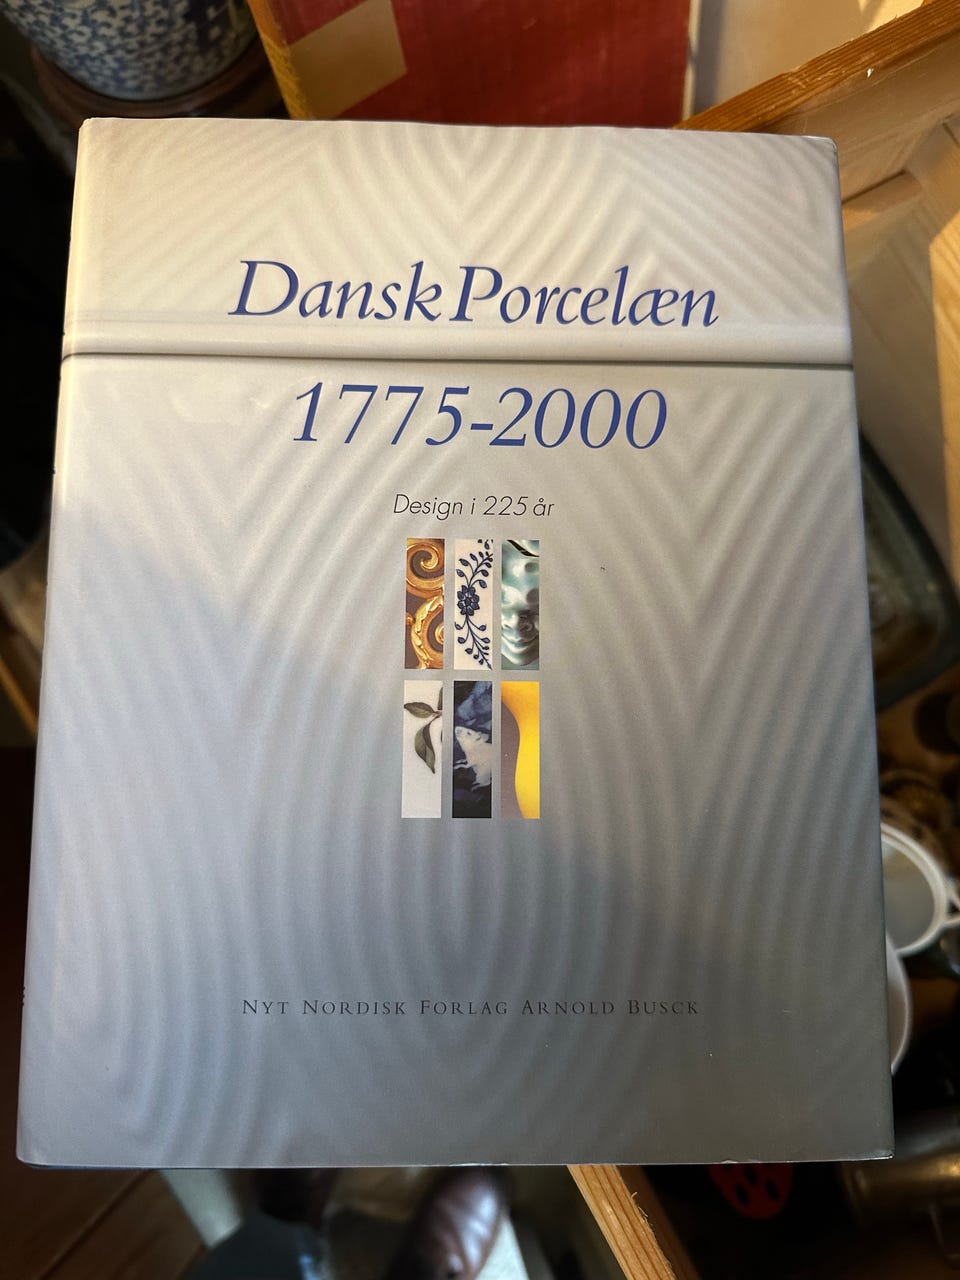 Dansk Porcelæn
1775-2000
Design i 225 år
Nyt Nordisk Forlag Arnold Busck